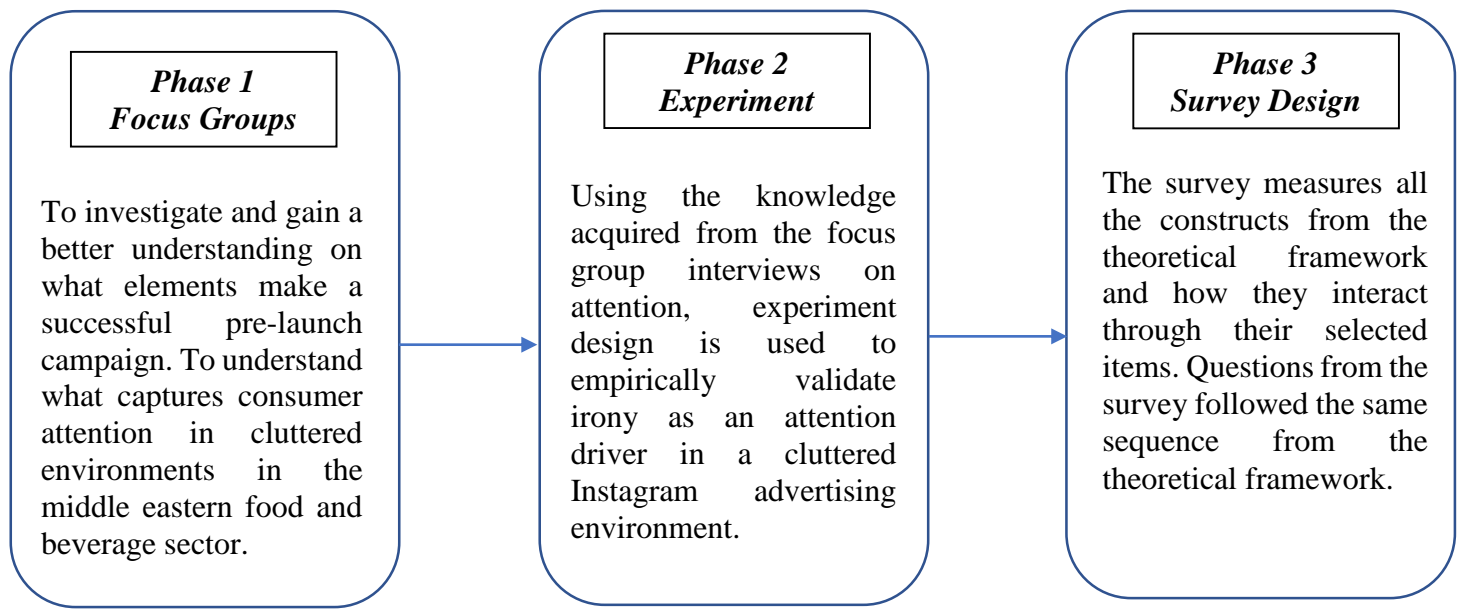 Phase 1
Focus Groups
To investigate and gain a
better understanding on
what elements make a
successful pre-launch
campaign. To understand
what captures consumer
attention in cluttered
environments in the
middle eastern food and
beverage sector.
Phase 2
Experiment
Using the knowledge
acquired from the focus
group interviews on
attention, experiment
design is used to
empirically validate
irony as an attention
driver in a cluttered
Instagram advertising
environment.
Phase 3
Survey Design
The survey measures all
the constructs from the
theoretical framework
and how they interact
through their selected
items. Questions from the
survey followed the same
sequence from the
theoretical framework.